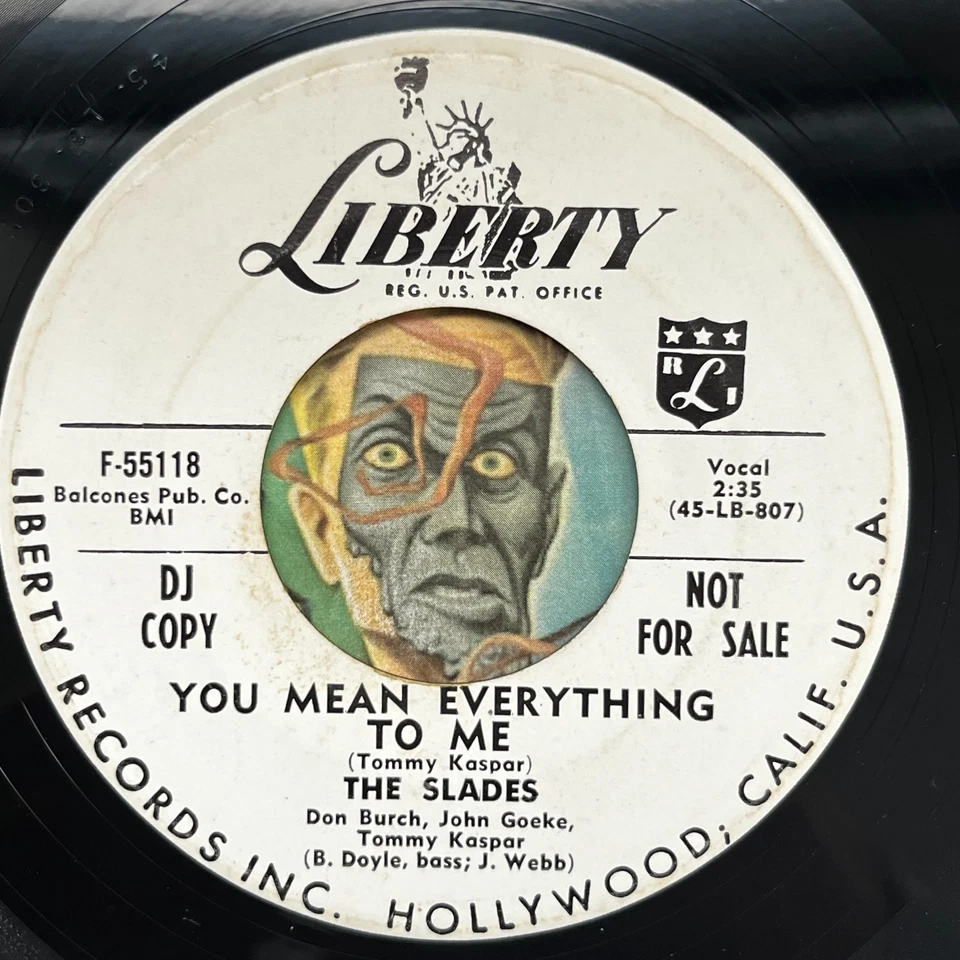 LIBERTY
REG. U.S. PAT. OFFICE
R L I
F-55118
Balcones Pub. Co.
BMI
Vocal
2:35
(45-LB-807)
DJ
COPY
NOT
FOR SALE
YOU MEAN EVERYTHING
TO ME
(Tommy Kaspar)
THE SLADES
Don Burch, John Goeke,
Tommy Kaspar
(B. Doyle, bass; J. Webb)
LIBERTY RECORDS INC. HOLLYWOOD, CALIF. U.S.A.